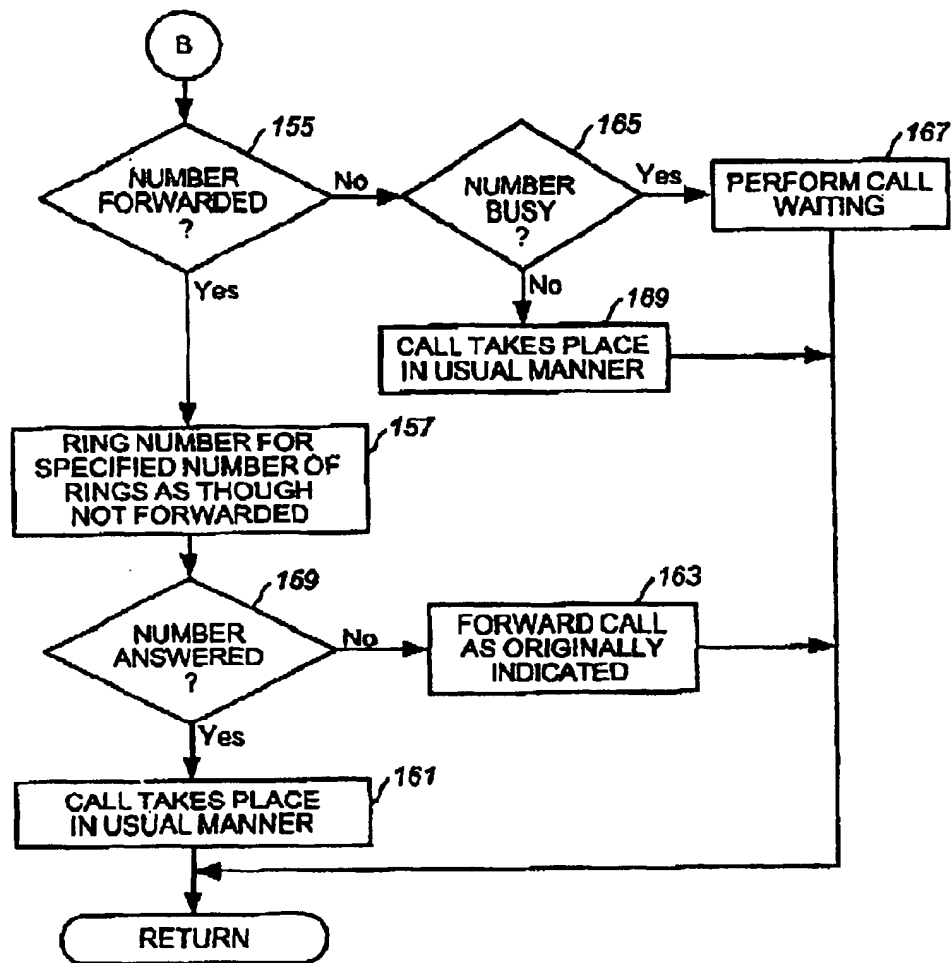 B
155
NUMBER
FORWARDED
?
No
Yes
165
NUMBER
BUSY
?
Yes
No
167
PERFORM CALL
WAITING
169
CALL TAKES PLACE
IN USUAL MANNER
157
RING NUMBER FOR
SPECIFIED NUMBER OF
RINGS AS THOUGH
NOT FORWARDED
169
NUMBER
ANSWERED
?
No
Yes
163
FORWARD CALL
AS ORIGINALLY
INDICATED
161
CALL TAKES PLACE
IN USUAL MANNER
RETURN